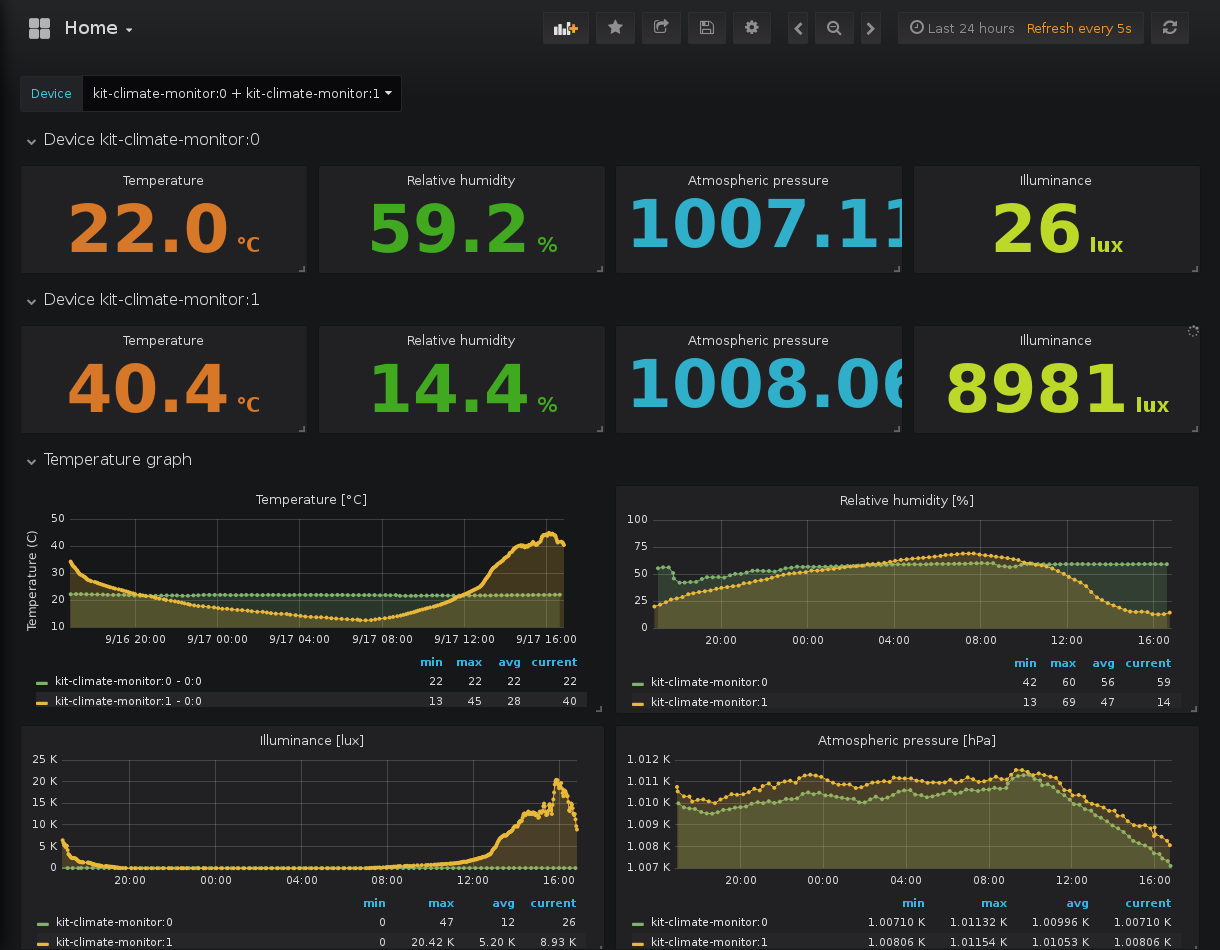 Home
Last 24 hours Refresh every 5s
Device kit-climate-monitor:0 + kit-climate-monitor:1
Device kit-climate-monitor:0
Temperature Relative humidity Atmospheric pressure Illuminance
22.0 °C 59.2 % 1007.11 26 lux
Device kit-climate-monitor:1
Temperature Relative humidity Atmospheric pressure Illuminance
40.4 °C 14.4 % 1008.06 8981 lux
Temperature graph
Temperature [°C]
Temperature (C)
50
40
30
20
10
9/16 20:00 9/17 00:00 9/17 04:00 9/17 08:00 9/17 12:00 9/17 16:00
min max avg current
kit-climate-monitor:0 - 0:0 22 22 22 22
kit-climate-monitor:1 - 0:0 13 45 28 40
Relative humidity [%]
100
75
50
25
0
20:00 00:00 04:00 08:00 12:00 16:00
min max avg current
kit-climate-monitor:0 42 60 56 59
kit-climate-monitor:1 13 69 47 14
Illuminance [lux]
25 K
20 K
15 K
10 K
5 K
0
20:00 00:00 04:00 08:00 12:00 16:00
min max avg current
kit-climate-monitor:0 0 47 12 26
kit-climate-monitor:1 0 20.42 K 5.20 K 8.93 K
Atmospheric pressure [hPa]
1.012 K
1.011 K
1.010 K
1.009 K
1.008 K
1.007 K
20:00 00:00 04:00 08:00 12:00 16:00
min max avg current
kit-climate-monitor:0 1.00710 K 1.01132 K 1.00996 K 1.00710 K
kit-climate-monitor:1 1.00806 K 1.01154 K 1.01053 K 1.00806 K